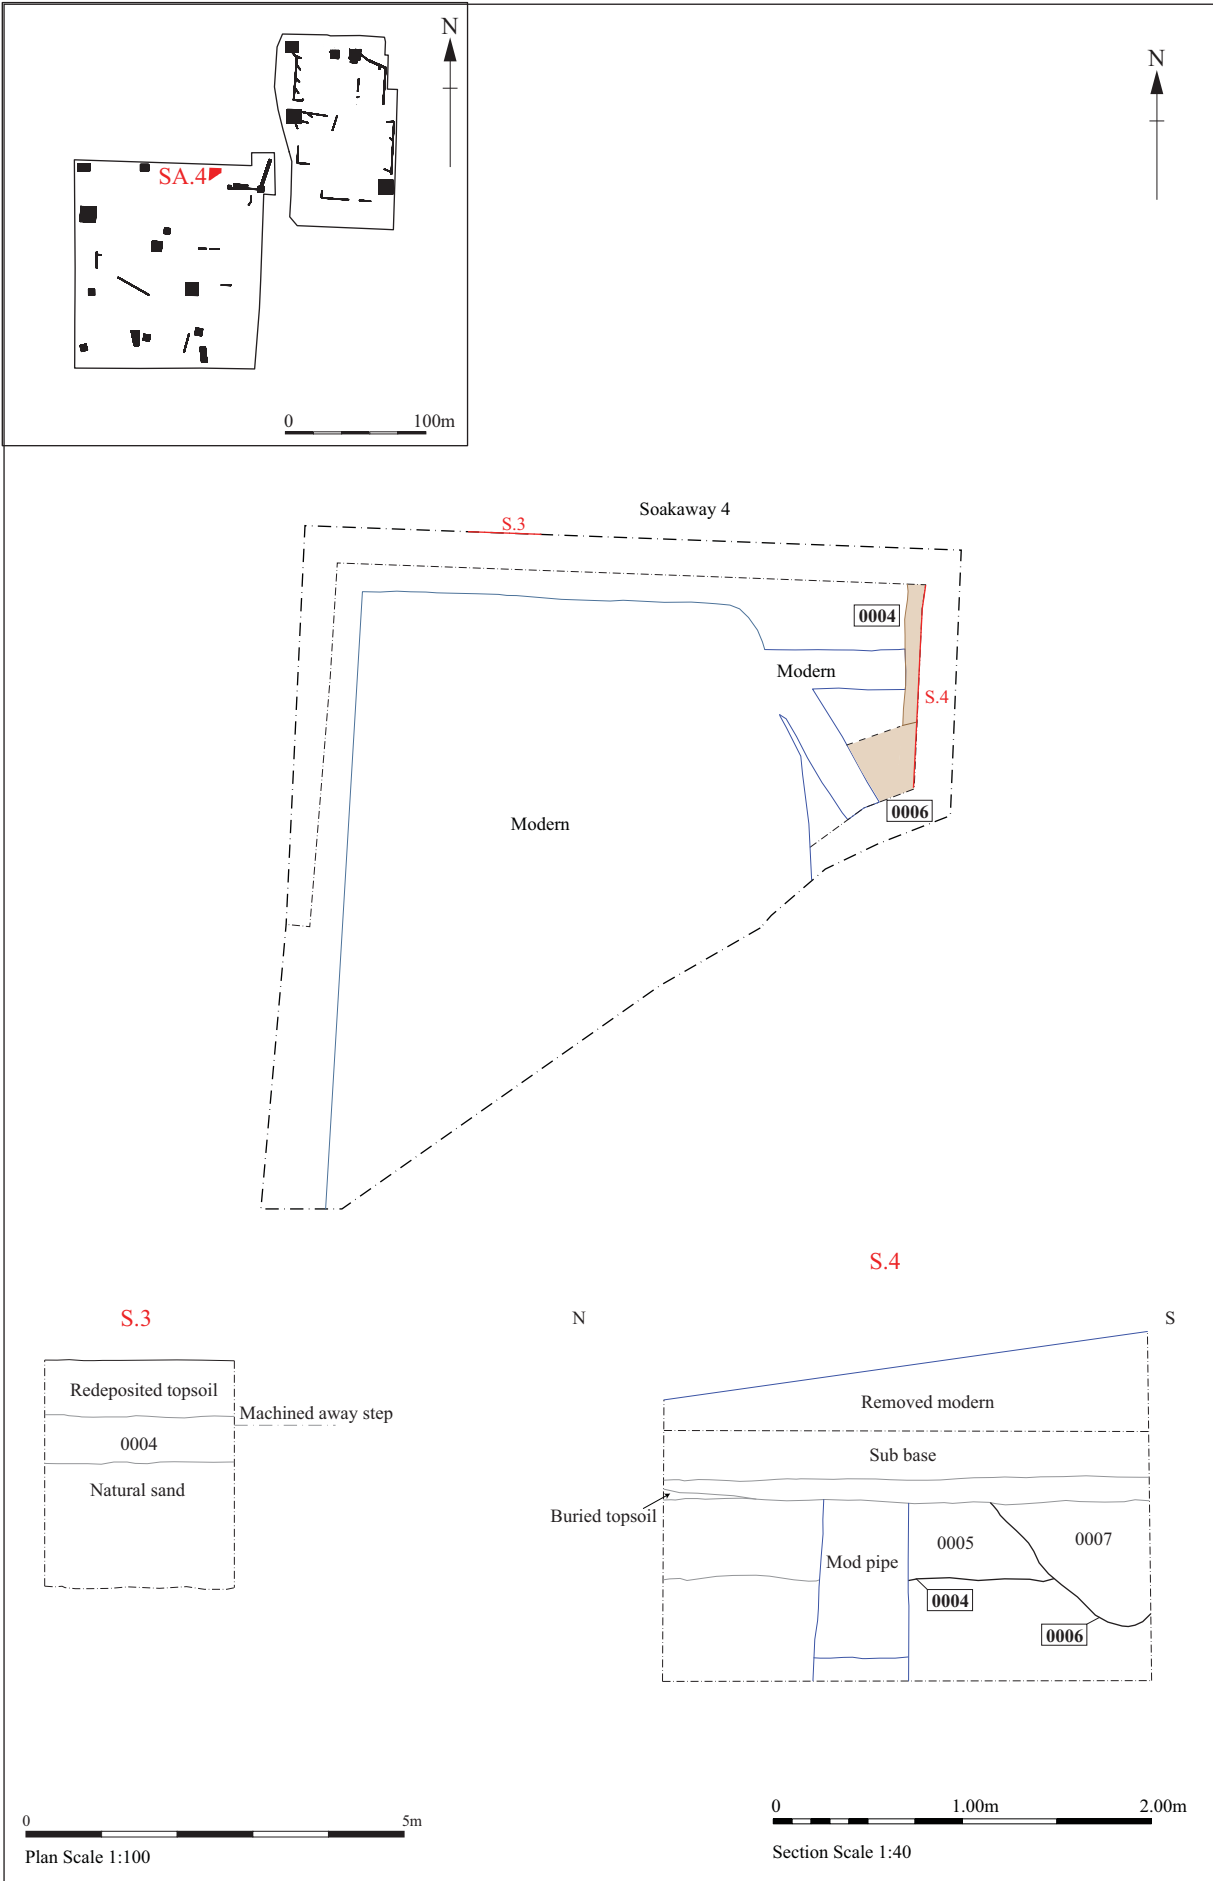 N
N
SA.4
0 100m
Soakaway 4
S.3
0004
Modern
S.4
0006
Modern
S.4
S.3
N S
Redeposited topsoil
Machined away step
0004
Natural sand
Removed modern
Sub base
Buried topsoil
0005
0007
Mod pipe
0004
0006
0 5m
Plan Scale 1:100
0 1.00m 2.00m
Section Scale 1:40